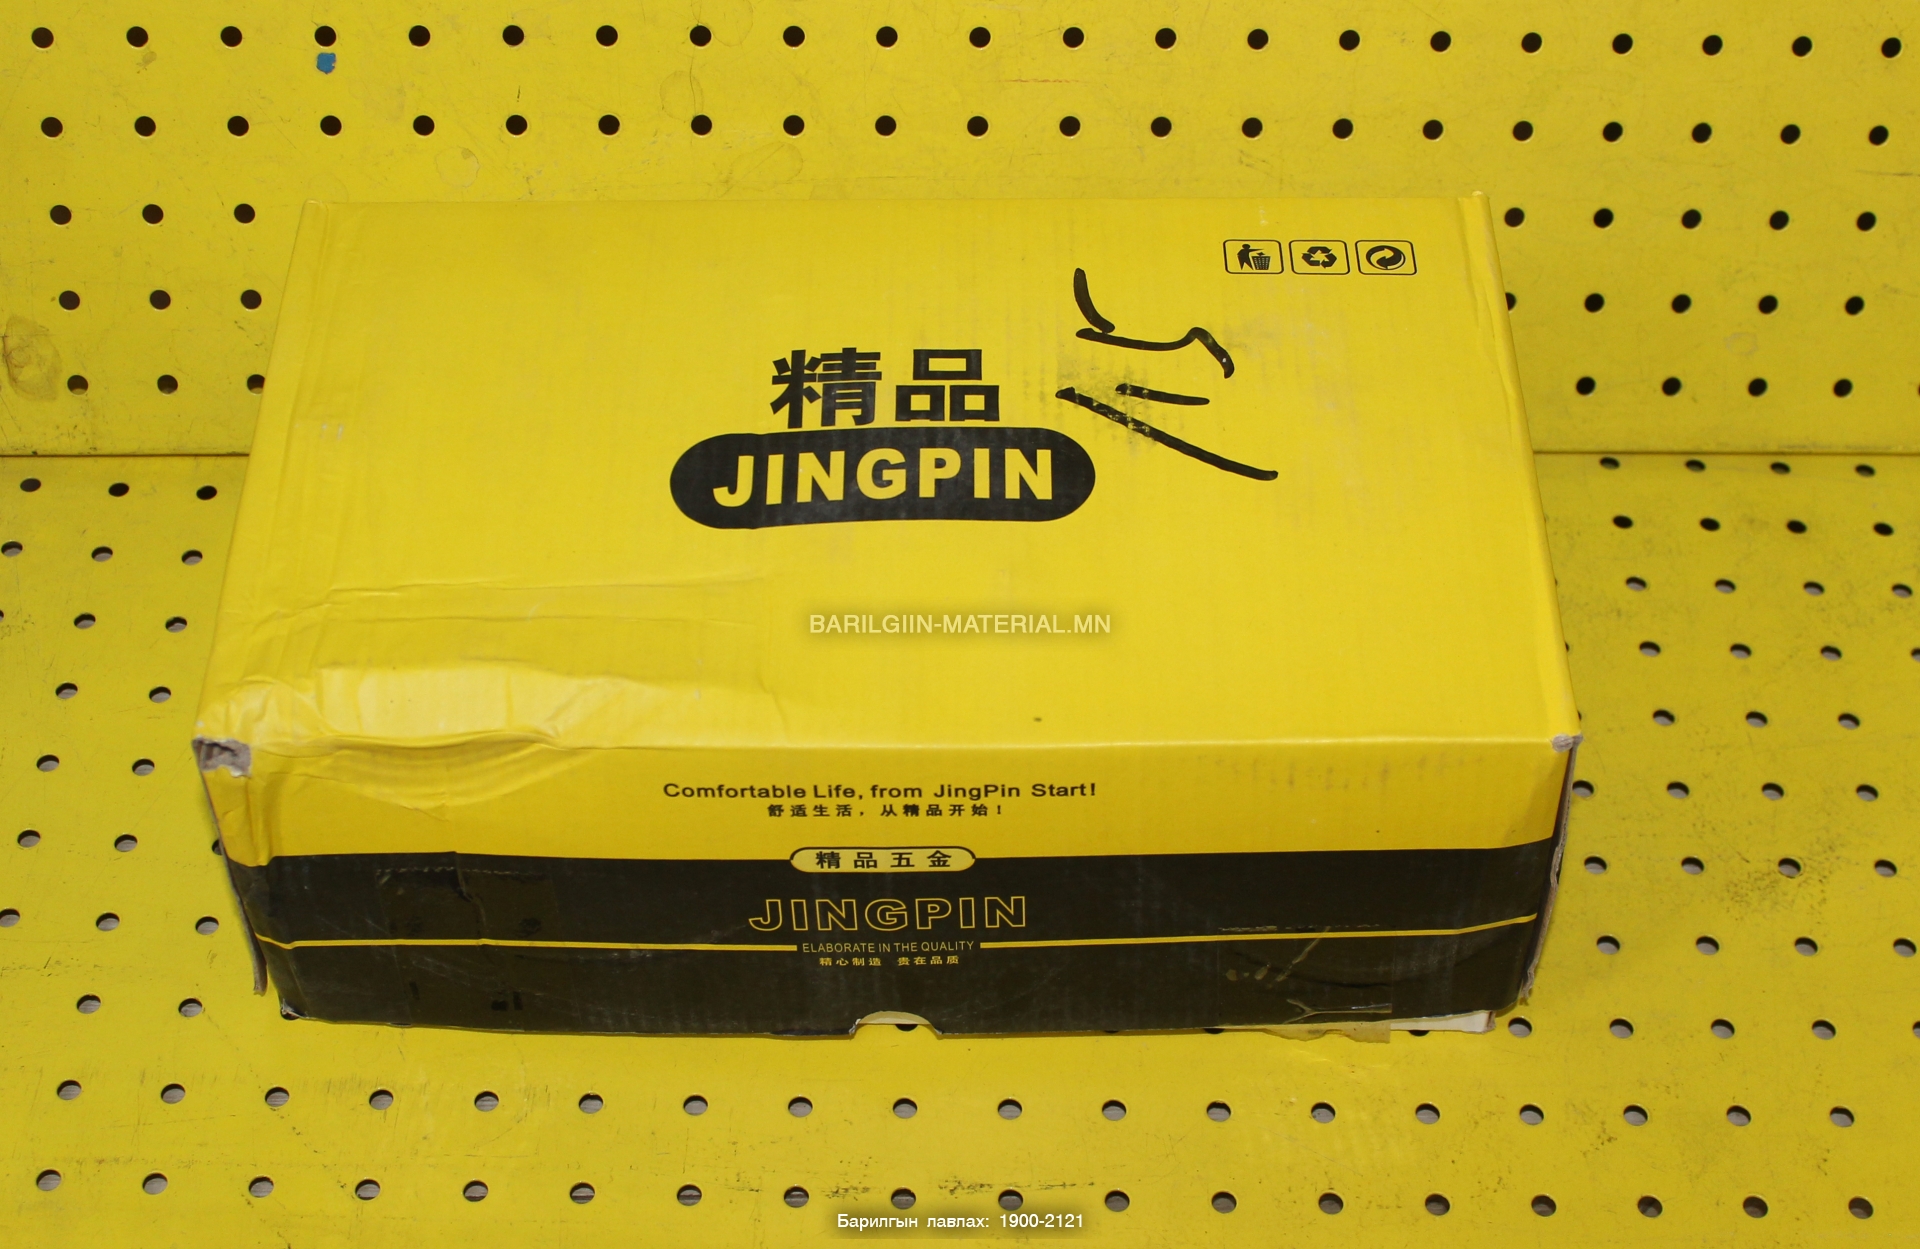 精品
JINGPIN
BARILGIIN-MATERIAL.MN
Comfortable Life, from JingPin Start!
舒适生活，从精品开始！
精品五金
JINGPIN
ELABORATE IN THE QUALITY
精心制造 贵在品质
Барилгын лавлах: 1900-2121